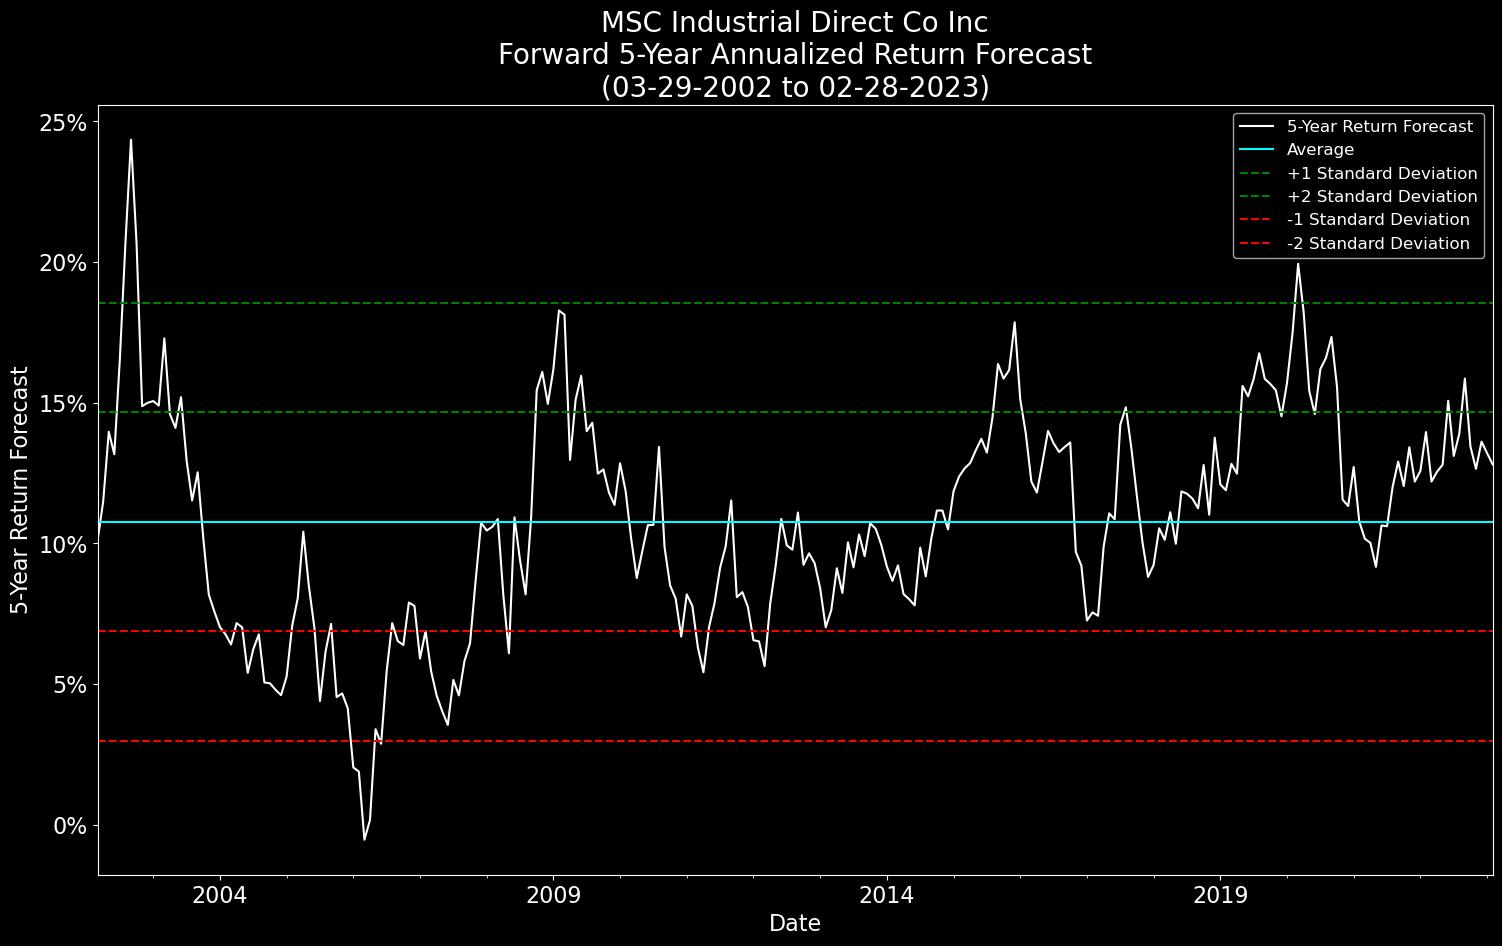 MSC Industrial Direct Co Inc
Forward 5-Year Annualized Return Forecast
(03-29-2002 to 02-28-2023)
25%
20%
15%
10%
5%
0%
5-Year Return Forecast
5-Year Return Forecast
Average
+1 Standard Deviation
+2 Standard Deviation
-1 Standard Deviation
-2 Standard Deviation
2004
2009
2014
2019
Date